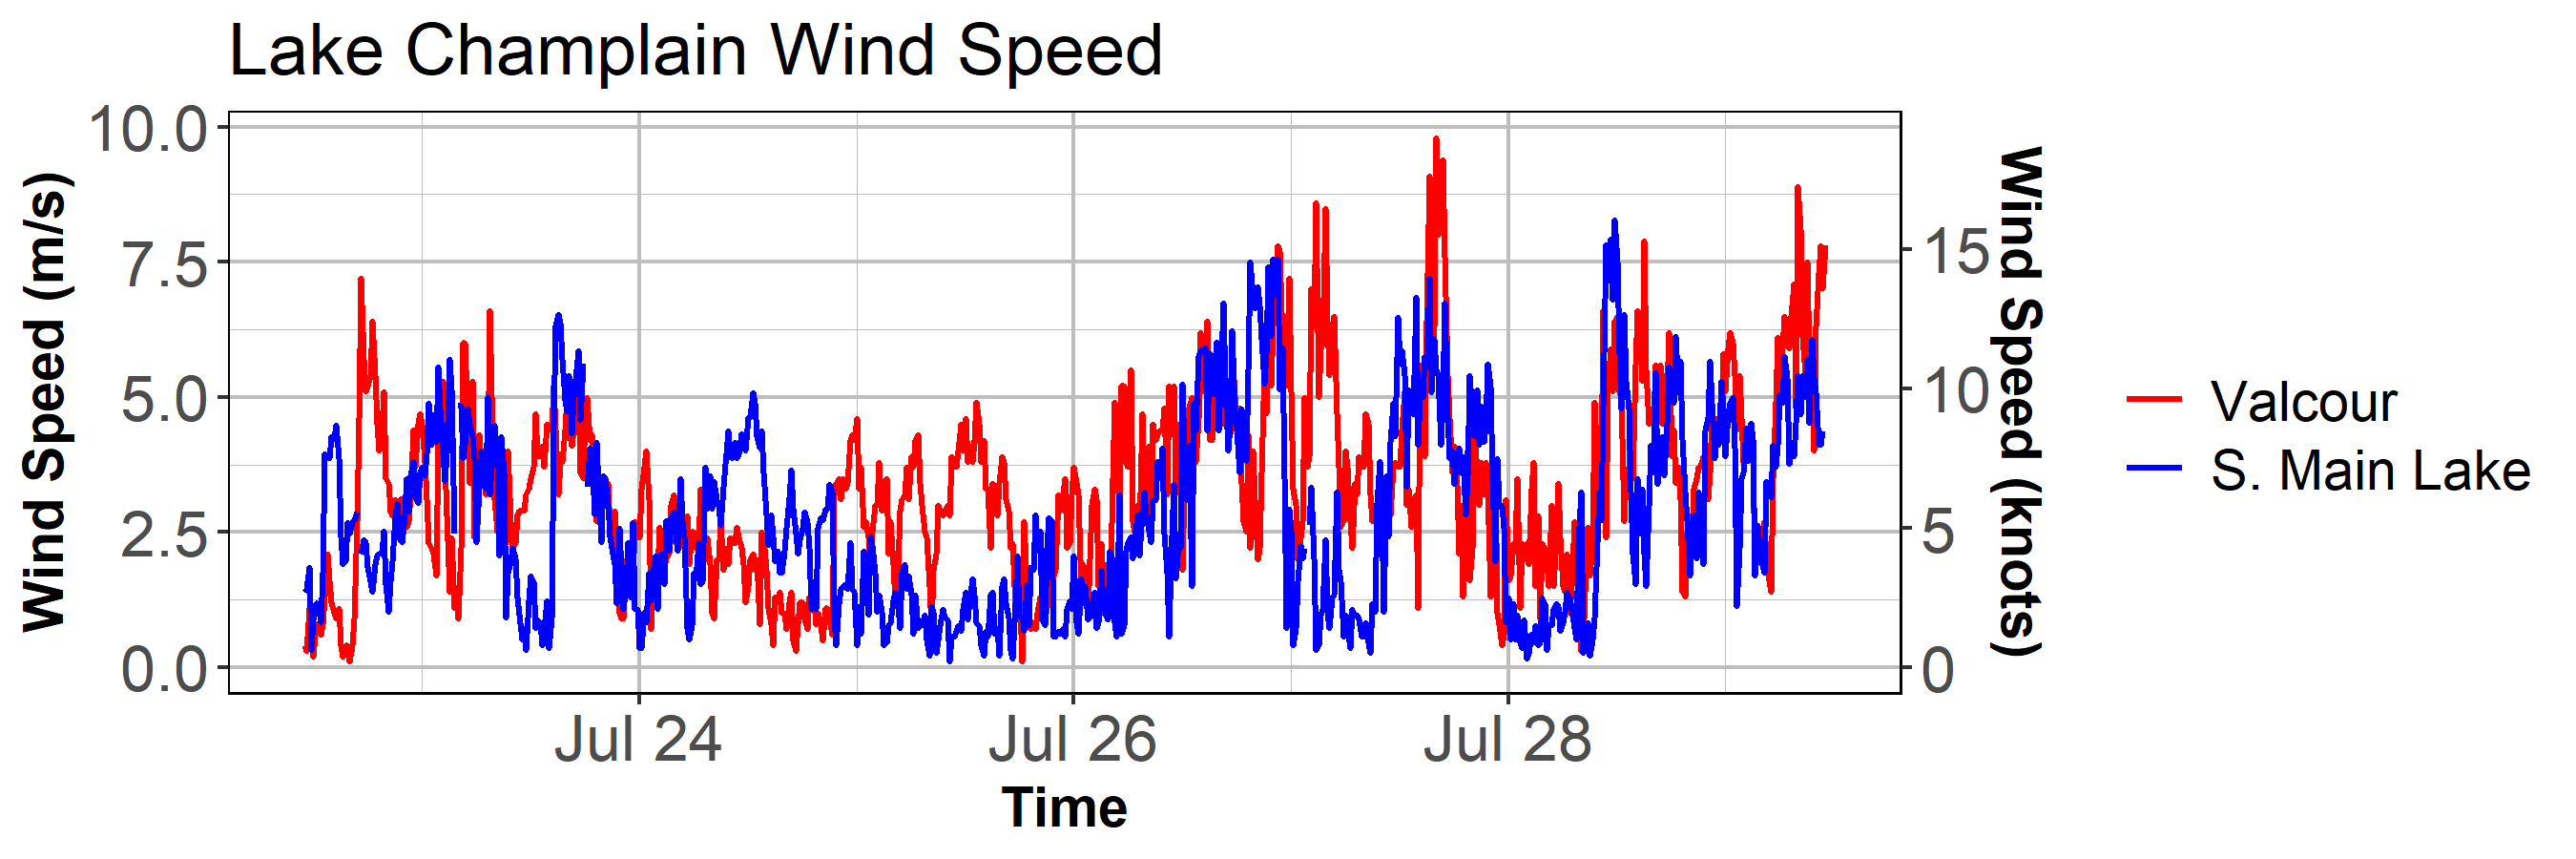 Lake Champlain Wind Speed
Wind Speed (m/s)
10.0
7.5
5.0
2.5
0.0
Wind Speed (knots)
15
10
5
0
Jul 24
Jul 26
Jul 28
Time
Valcour
S. Main Lake